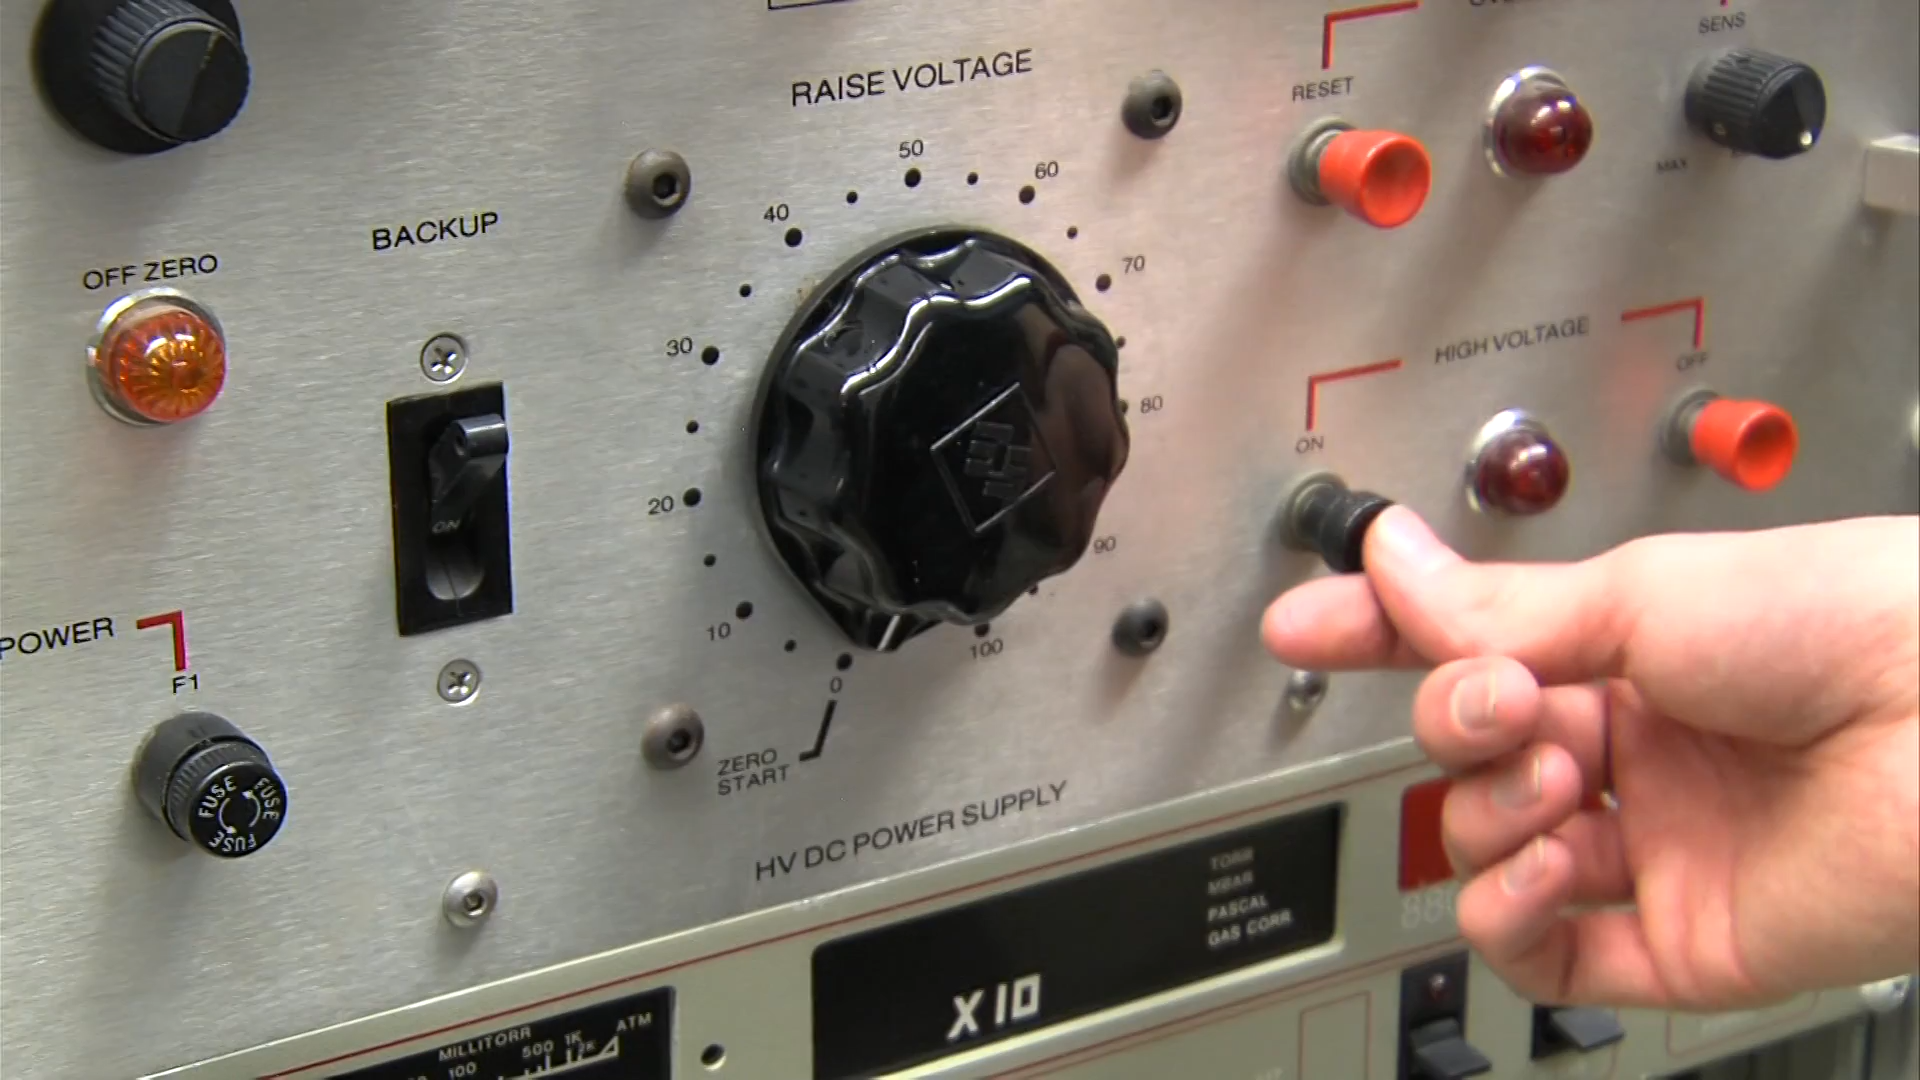 RAISE VOLTAGE
SENS
RESET
MAX
50
60
40
70
BACKUP
OFF ZERO
30
HIGH VOLTAGE
OFF
80
ON
20
ON
90
10
100
POWER
F1
0
ZERO
START
FUSE FUSE FUSE
HV DC POWER SUPPLY
TORR
MBAR
PASCAL
GAS CORR.
X10
MILLITORR
100
500
1K
2K
ATM